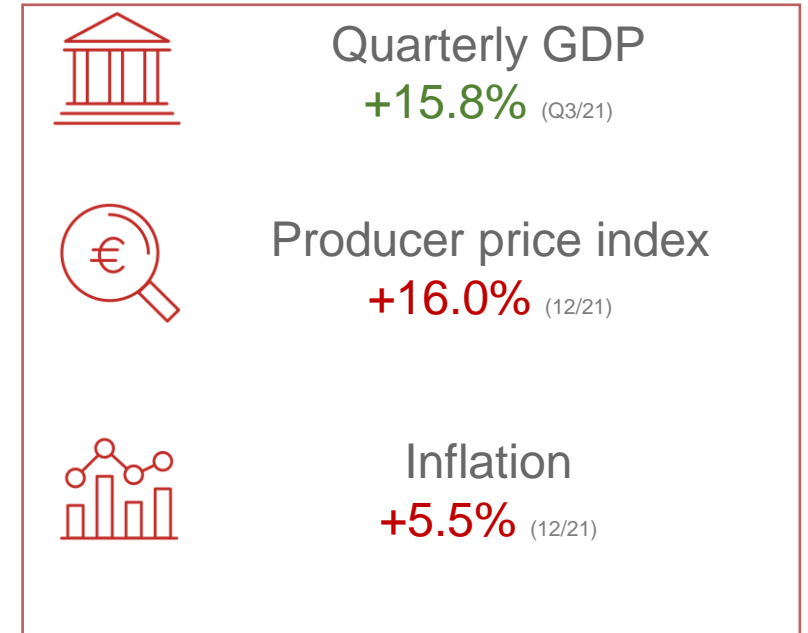 Quarterly GDP
+15.8% (Q3/21)
€
Producer price index
+16.0% (12/21)
Inflation
+5.5% (12/21)